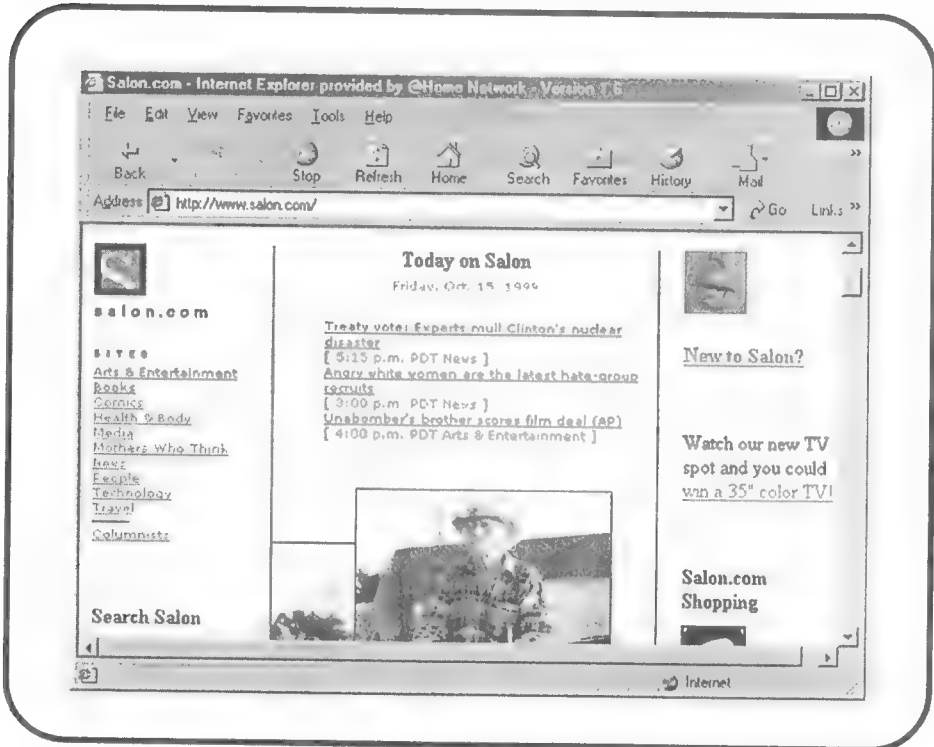 Salon.com - Internet Explorer provided by @Home Network - Version 1.6
File Edit View Favorites Tools Help
Back Stop Refresh Home Search Favorites History Mail
Address http://www.salon.com/ Go Links
salon.com
SITES
Arts & Entertainment
Books
Comics
Health & Body
Media
Mothers Who Think
News
People
Technology
Travel
Columnists
Search Salon
Today on Salon
Friday, Oct. 15, 1999
Treaty vote: Experts mull Clinton's nuclear
disaster
[ 5:15 p.m. PDT News ]
Angry white women are the latest hate-group
recruits
[ 3:00 p.m. PDT News ]
Unabomber's brother scores film deal (AP)
[ 4:00 p.m. PDT Arts & Entertainment ]
New to Salon?
Watch our new TV
spot and you could
win a 35" color TV!
Salon.com
Shopping
Internet